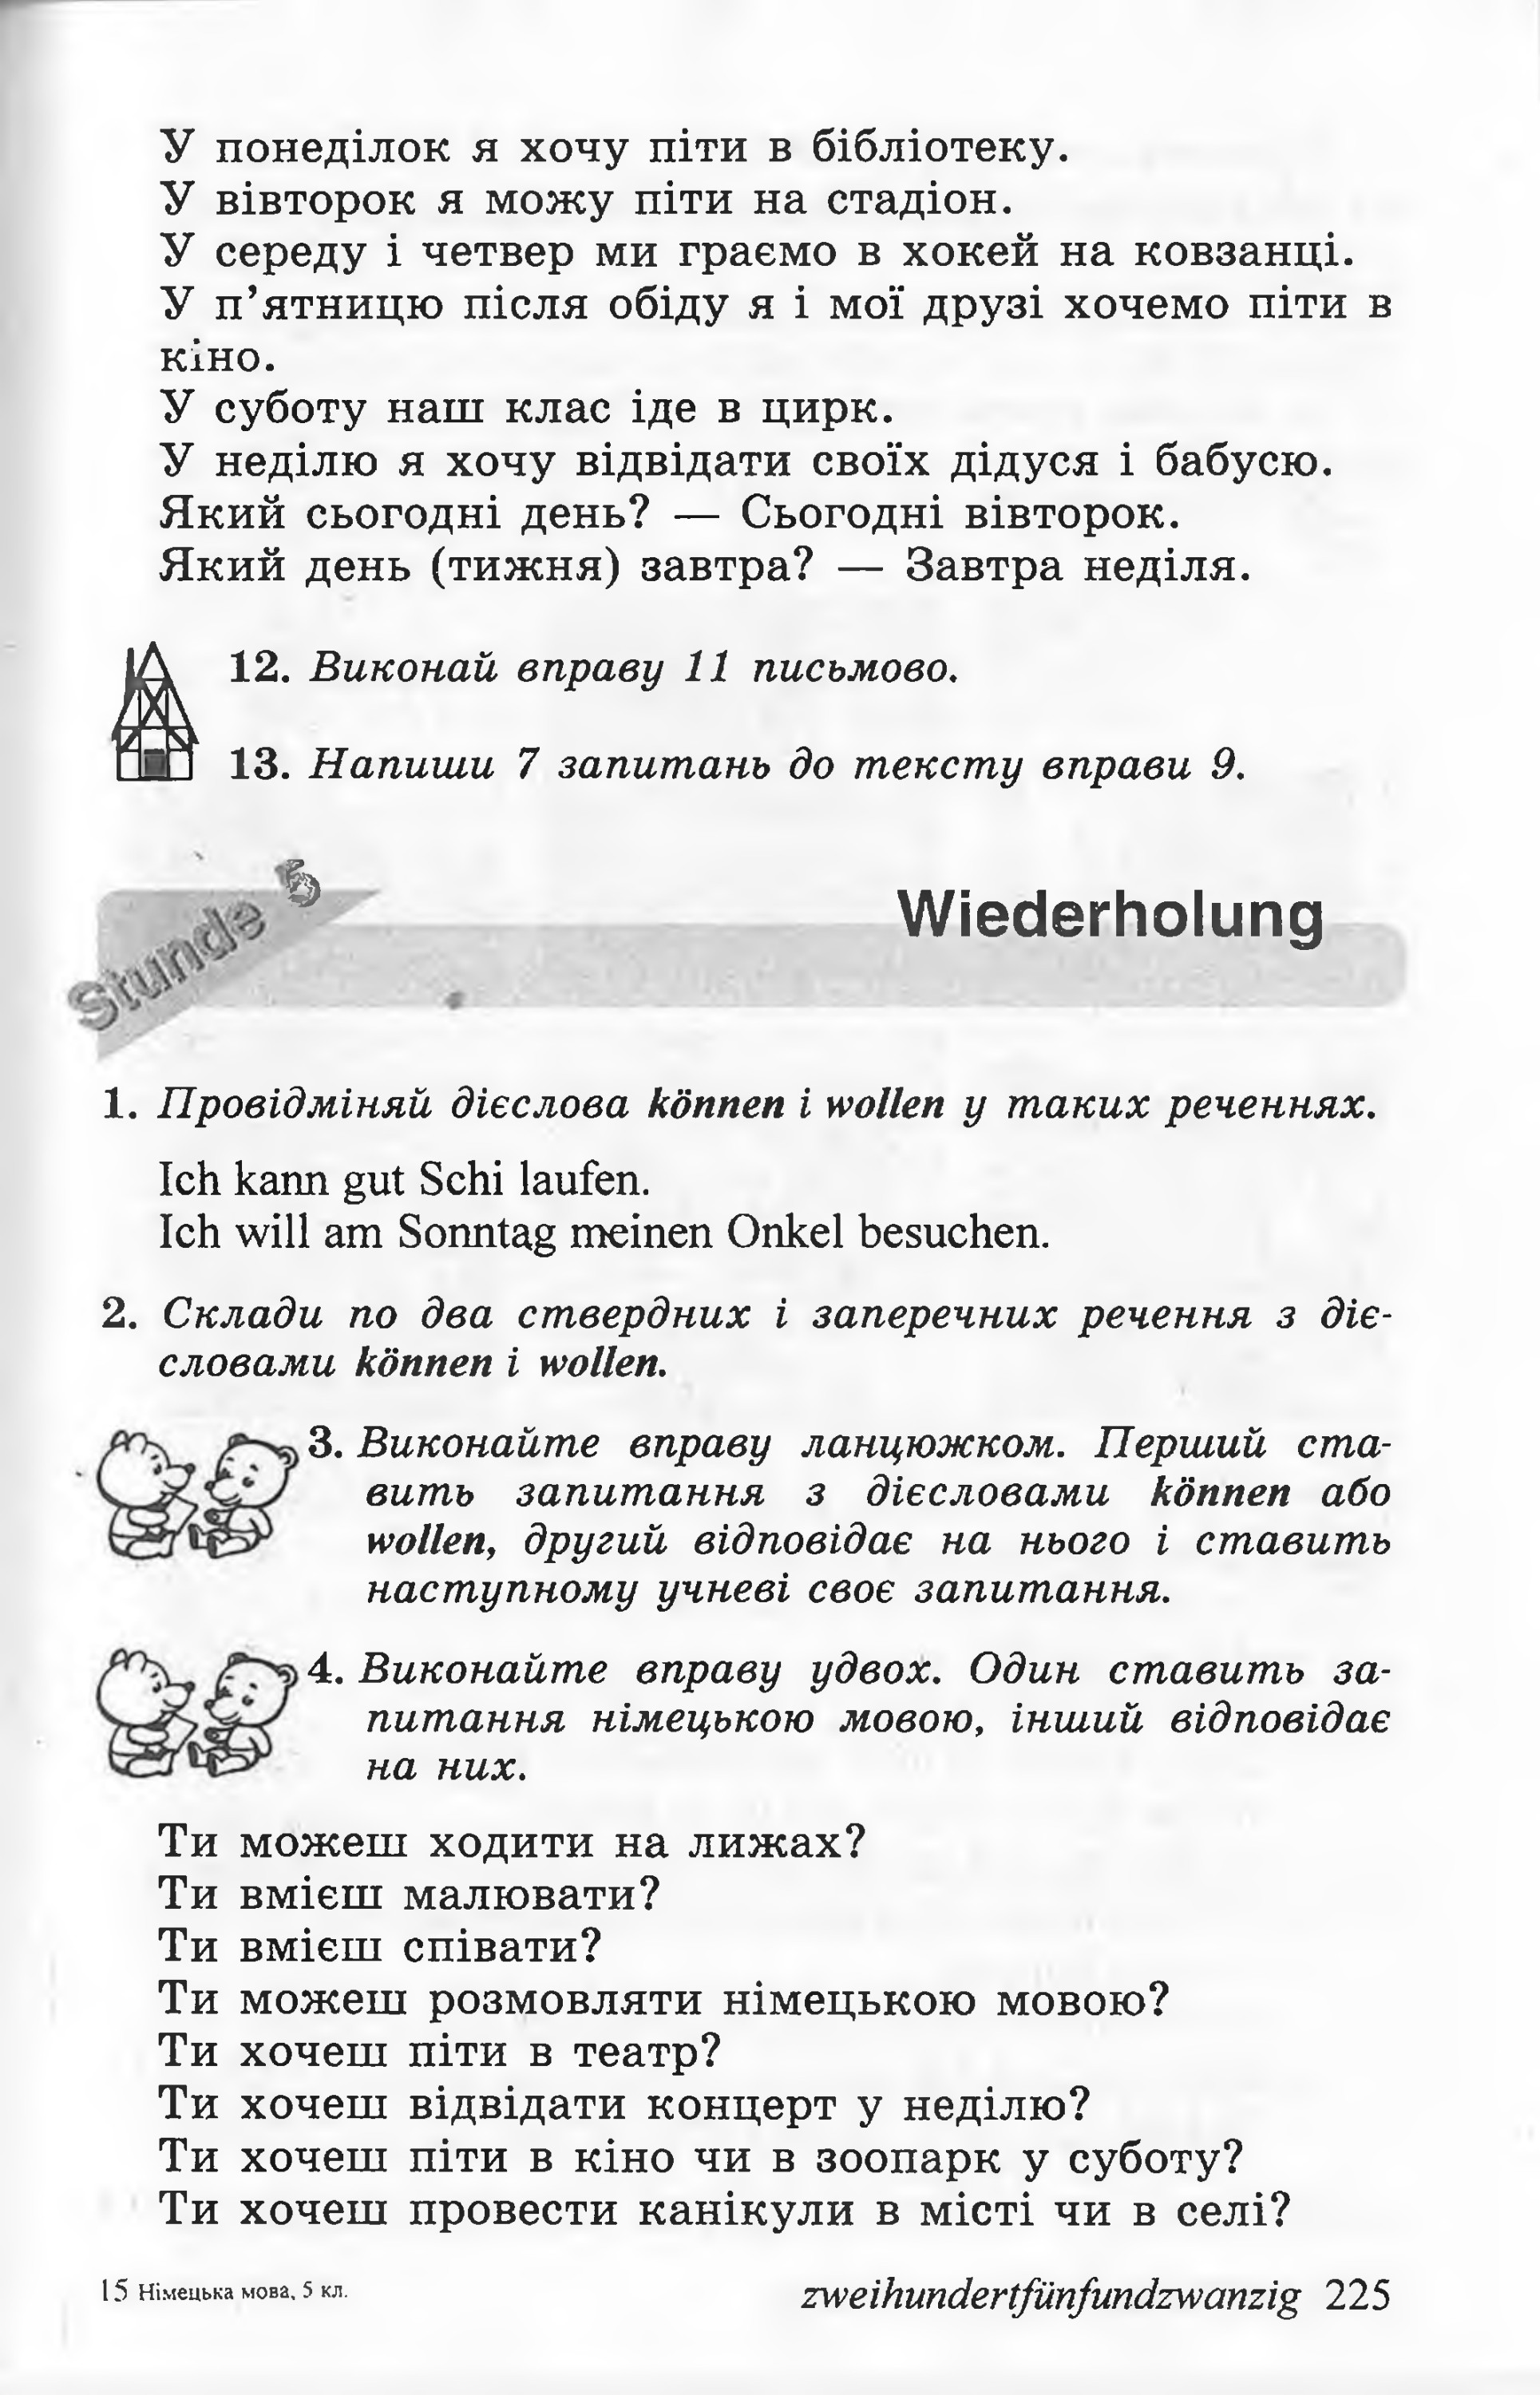 У понеділок я хочу піти в бібліотеку.
У вівторок я можу піти на стадіон.
У середу і четвер ми граємо в хокей на ковзанці.
У п’ятницю після обіду я і мої друзі хочемо піти в
кіно.
У суботу наш клас іде в цирк.
У неділю я хочу відвідати своїх дідуся і бабусю.
Який сьогодні день? — Сьогодні вівторок.
Який день (тижня) завтра? — Завтра неділя.
12. Виконай вправу 11 письмово.
13. Напиши 7 запитань до тексту вправи 9.
Stunde 5
Wiederholung
1. Провідміняй дієслова können і wollen у таких реченнях.
Ich kann gut Schi laufen.
Ich will am Sonntag meinen Onkel besuchen.
2. Склади по два ствердних і заперечних речення з діє-
словами können і wollen.
3. Виконайте вправу ланцюжком. Перший ста-
вить запитання з дієсловами können або
wollen, другий відповідає на нього і ставить
наступному учневі своє запитання.
4. Виконайте вправу удвох. Один ставить за-
питання німецькою мовою, інший відповідає
на них.
Ти можеш ходити на лижах?
Ти вмієш малювати?
Ти вмієш співати?
Ти можеш розмовляти німецькою мовою?
Ти хочеш піти в театр?
Ти хочеш відвідати концерт у неділю?
Ти хочеш піти в кіно чи в зоопарк у суботу?
Ти хочеш провести канікули в місті чи в селі?
15 Німецька мова, 5 кл.
zweihundertfünfundzwanzig 225